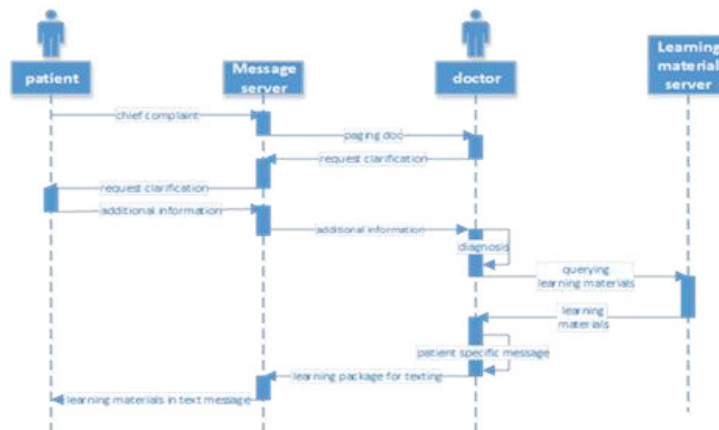 patient
Message
server
doctor
Learning
material
server
chief complaint
paging doc
request clarification
request clarification
additional information
additional information
diagnosis
querying
learning materials
learning
materials
patient specific message
learning package for texting
learning materials in text message